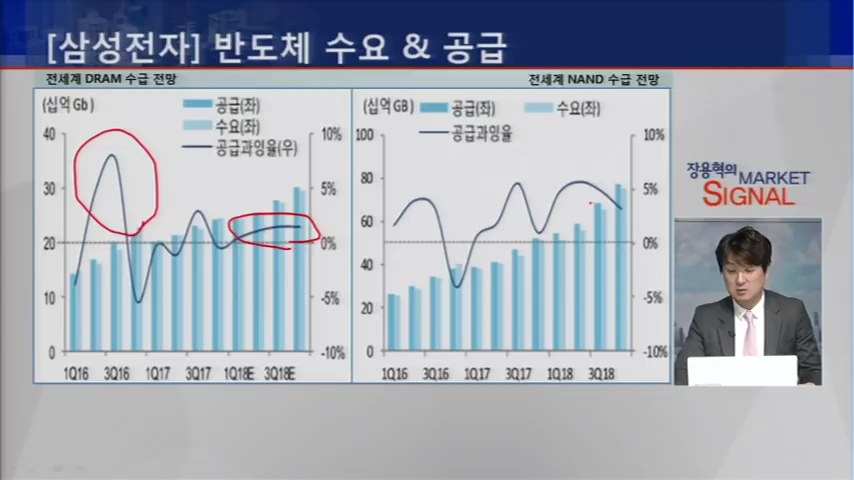 [삼성전자] 반도체 수요 & 공급
전세계 DRAM 수급 전망
전세계 NAND 수급 전망
(십억 Gb)
공급(좌)
수요(좌)
공급과잉율(우)
40
30
20
10
0
10%
5%
0%
-5%
-10%
1Q16 3Q16 1Q17 3Q17 1Q18E 3Q18E
(십억 GB)
공급(좌) 수요(좌)
공급과잉율
100
80
60
40
20
0
10%
5%
0%
-5%
-10%
1Q16 3Q16 1Q17 3Q17 1Q18 3Q18
장용혁의 MARKET
SIGNAL